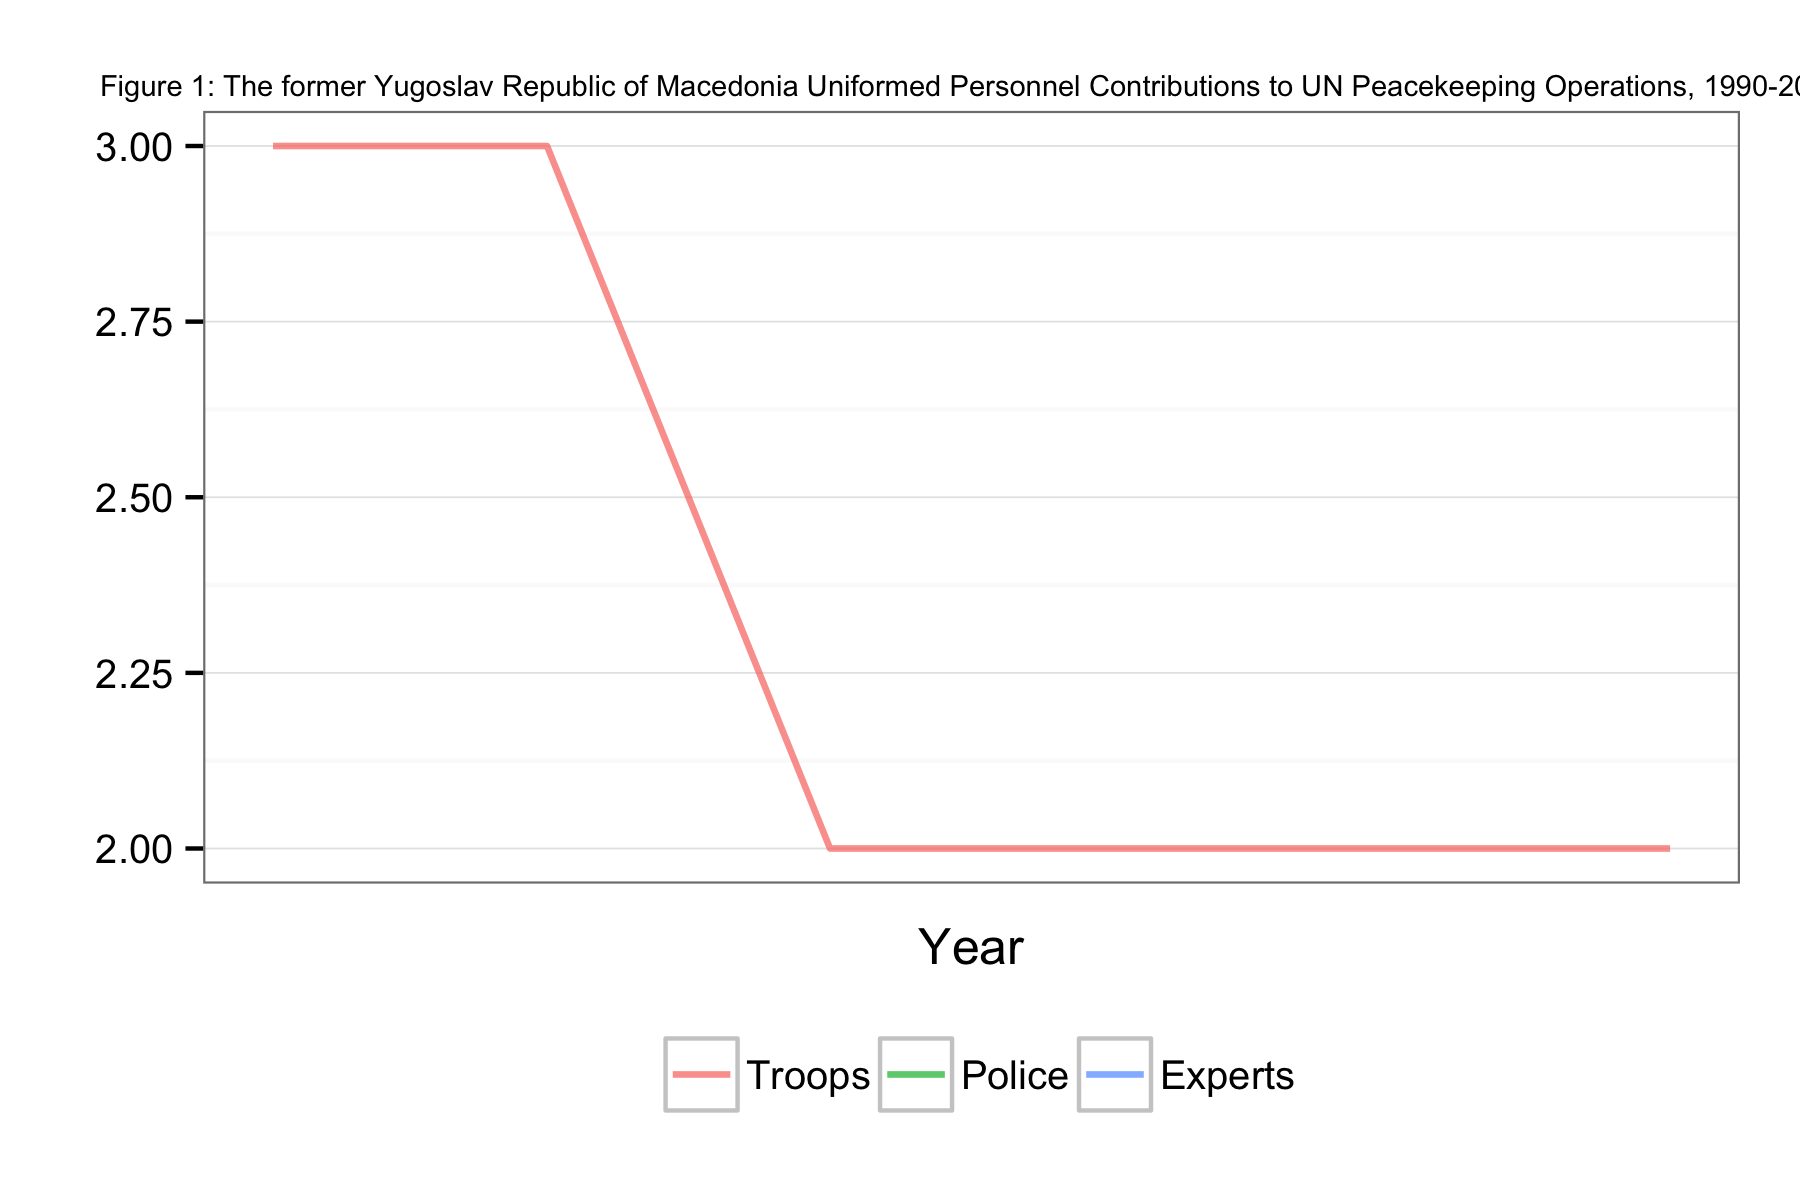 Figure 1: The former Yugoslav Republic of Macedonia Uniformed Personnel Contributions to UN Peacekeeping Operations, 1990-20
3.00
2.75
2.50
2.25
2.00
Year
Troops Police Experts